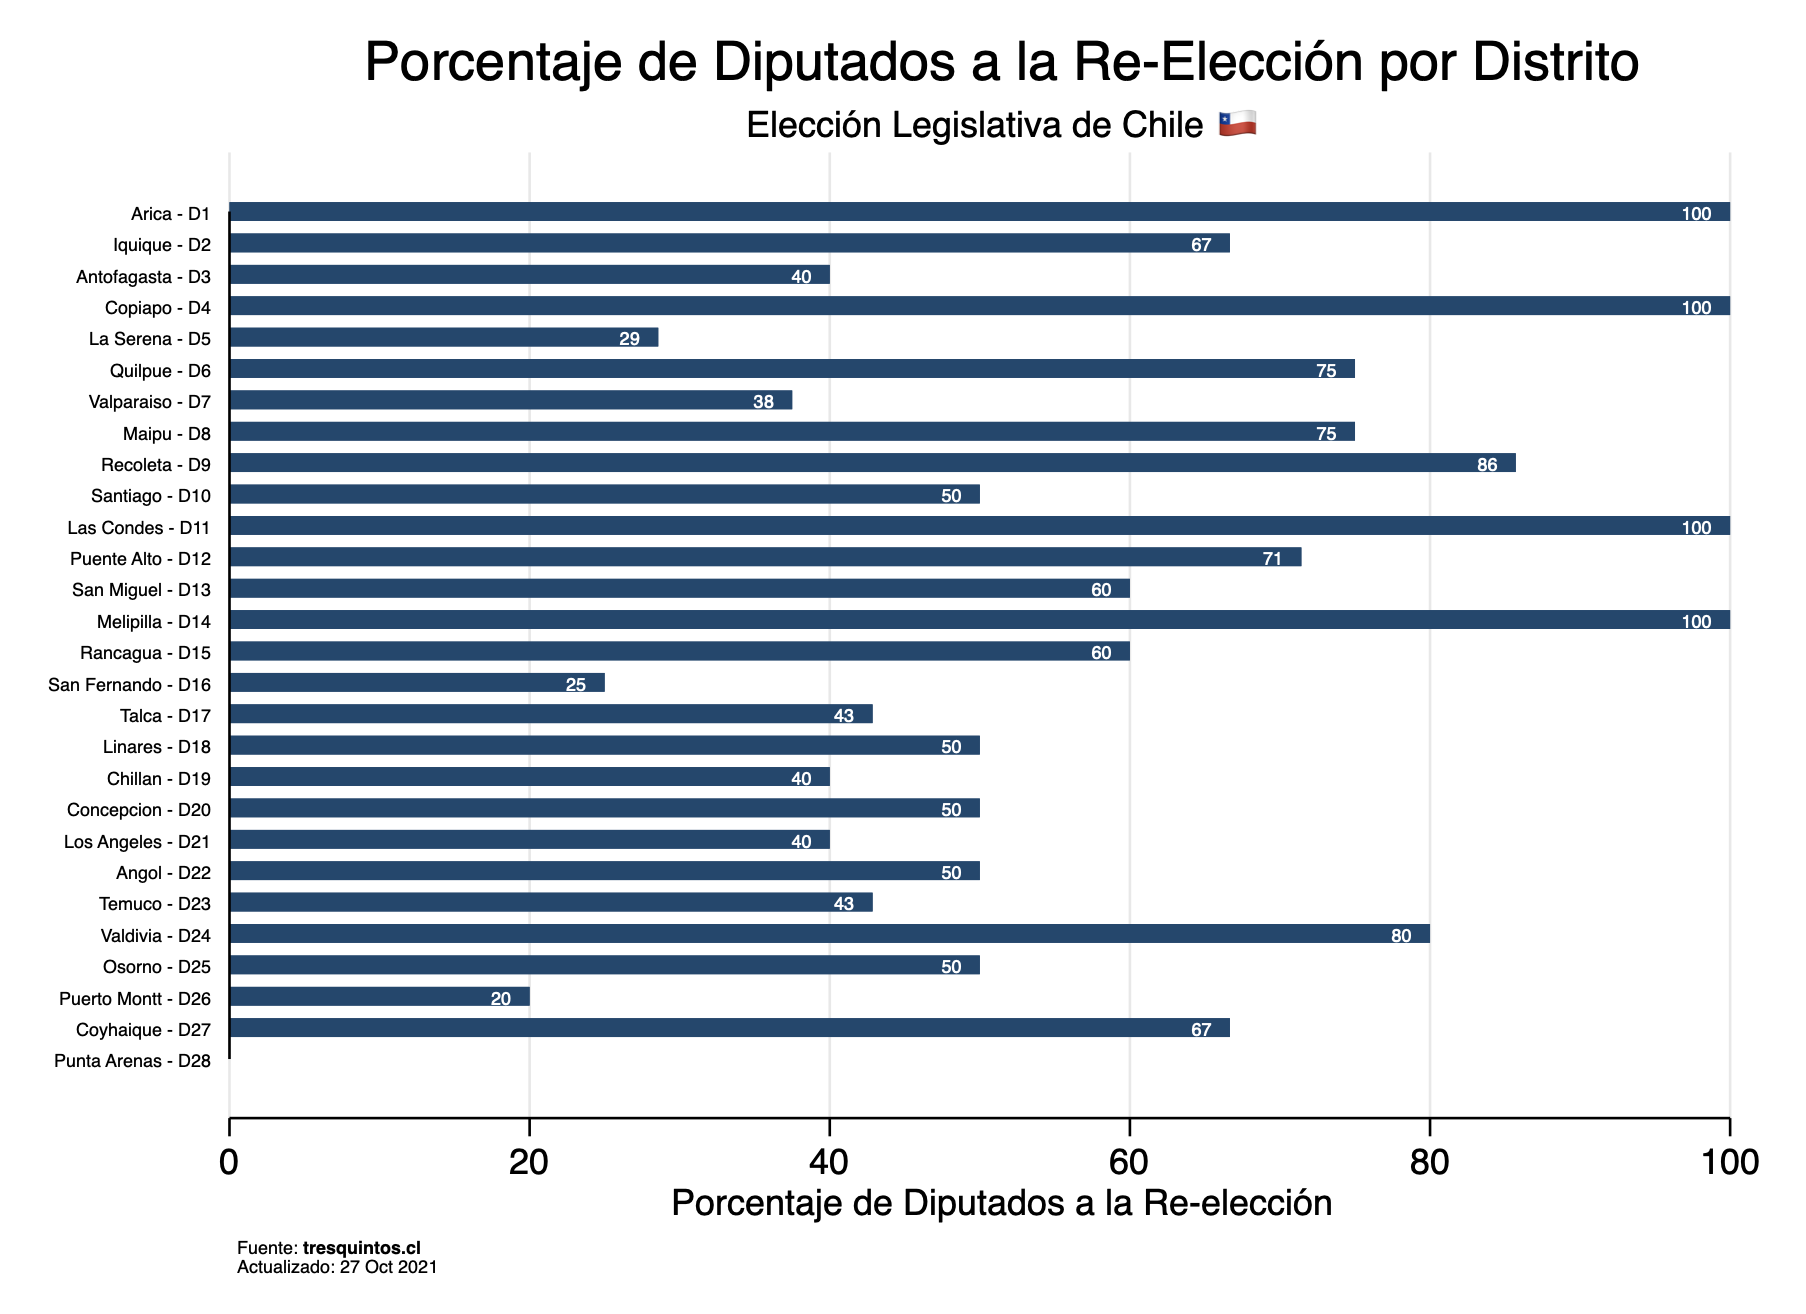 Porcentaje de Diputados a la Re-Elección por Distrito
Elección Legislativa de Chile 🇨🇱
Arica - D1 100
Iquique - D2 67
Antofagasta - D3 40
Copiapo - D4 100
La Serena - D5 29
Quilpue - D6 75
Valparaiso - D7 38
Maipu - D8 75
Recoleta - D9 86
Santiago - D10 50
Las Condes - D11 100
Puente Alto - D12 71
San Miguel - D13 60
Melipilla - D14 100
Rancagua - D15 60
San Fernando - D16 25
Talca - D17 43
Linares - D18 50
Chillan - D19 40
Concepcion - D20 50
Los Angeles - D21 40
Angol - D22 50
Temuco - D23 43
Valdivia - D24 80
Osorno - D25 50
Puerto Montt - D26 20
Coyhaique - D27 67
Punta Arenas - D28
0 20 40 60 80 100
Porcentaje de Diputados a la Re-elección
Fuente: tresquintos.cl
Actualizado: 27 Oct 2021